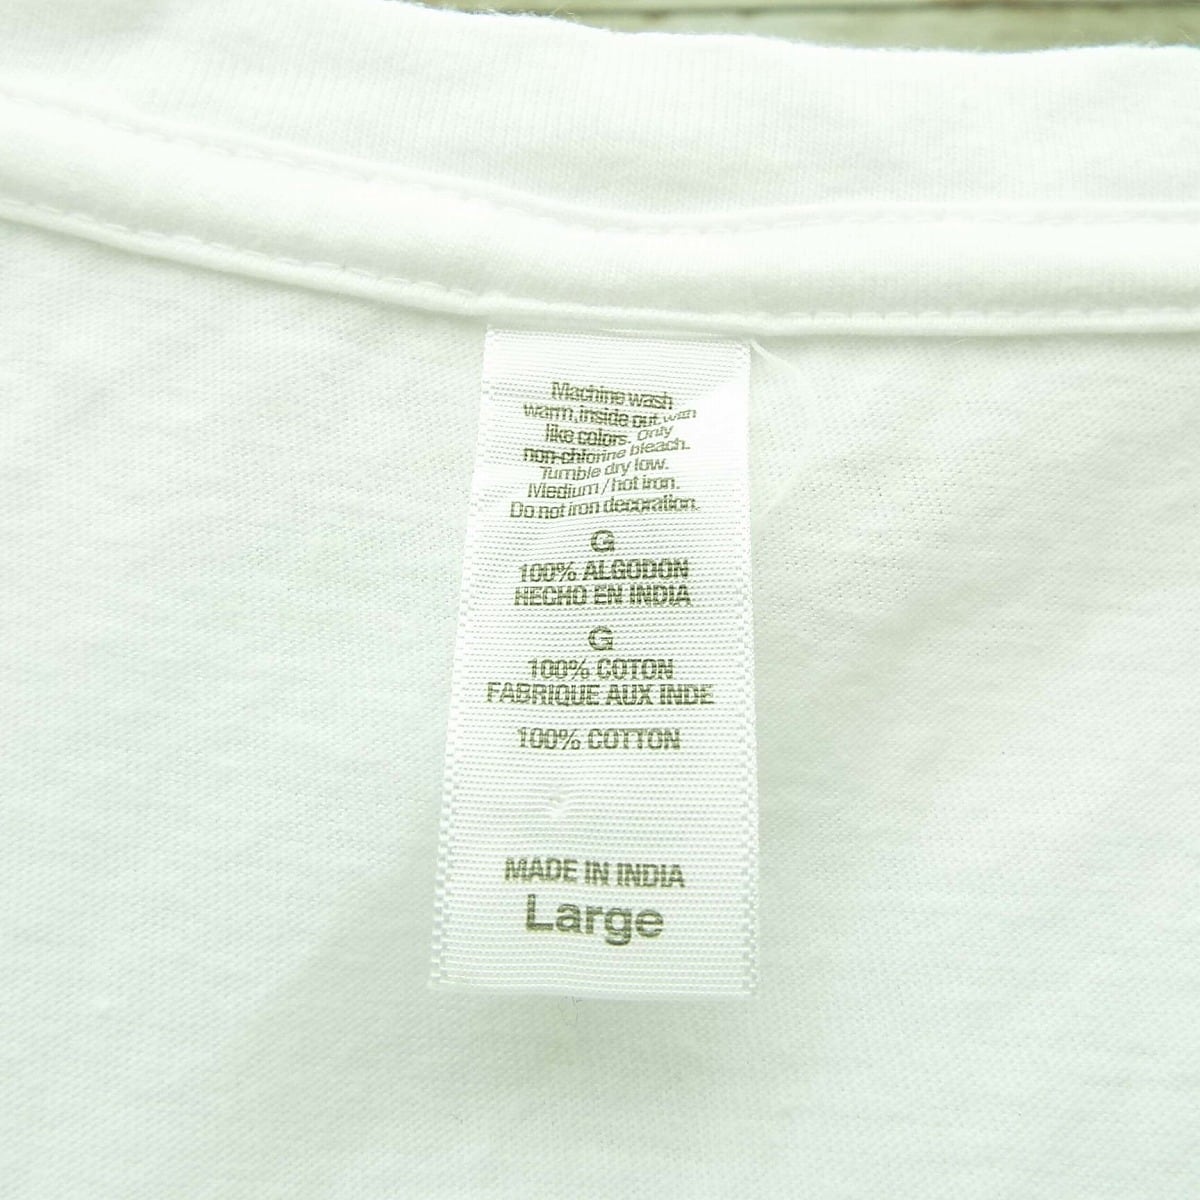 Machine wash
warm, inside out with
like colors. Only
non-chlorine bleach.
Tumble dry low.
Medium / hot iron.
Do not iron decoration.
G
100% ALGODON
HECHO EN INDIA
G
100% COTON
FABRIQUE AUX INDE
100% COTTON
MADE IN INDIA
Large